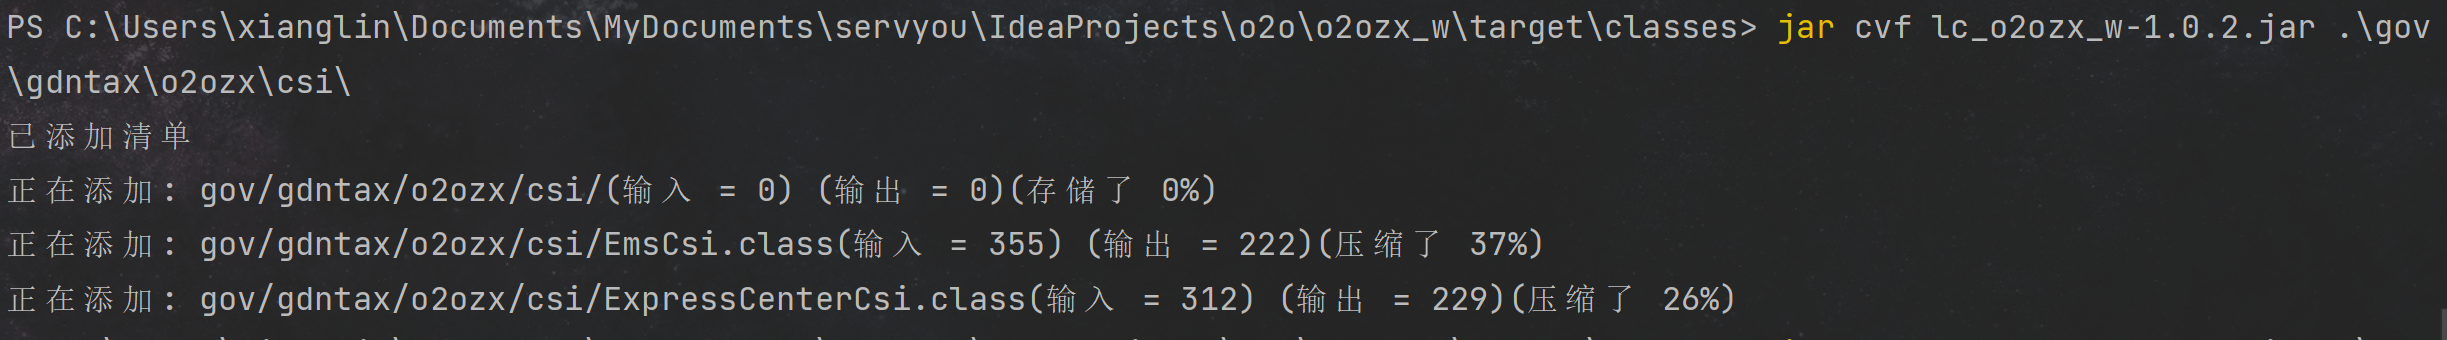 PS C:\Users\xianglin\Documents\MyDocuments\servyou\IdeaProjects\o2o\o2ozx_w\target\classes> jar cvf lc_o2ozx_w-1.0.2.jar .\gov
\gdntax\o2ozx\csi\
已添加清单
正在添加: gov/gdntax/o2ozx/csi/(输入 = 0) (输出 = 0)(存储了 0%)
正在添加: gov/gdntax/o2ozx/csi/EmsCsi.class(输入 = 355) (输出 = 222)(压缩了 37%)
正在添加: gov/gdntax/o2ozx/csi/ExpressCenterCsi.class(输入 = 312) (输出 = 229)(压缩了 26%)